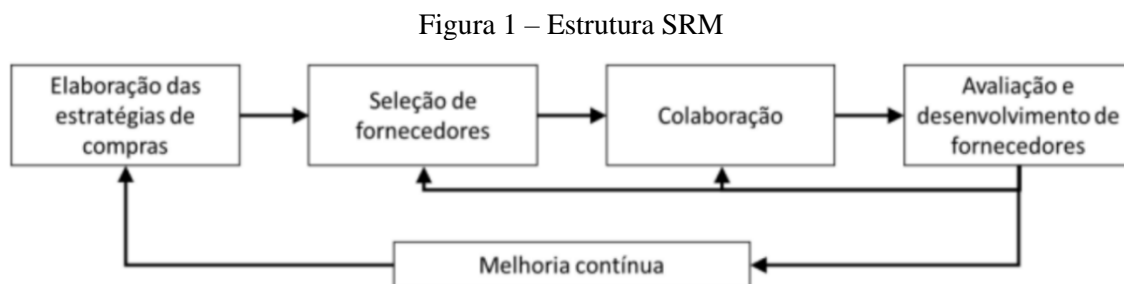 Figura 1 – Estrutura SRM
Elaboração das
estratégias de
compras
Seleção de
fornecedores
Colaboração
Avaliação e
desenvolvimento de
fornecedores
Melhoria contínua